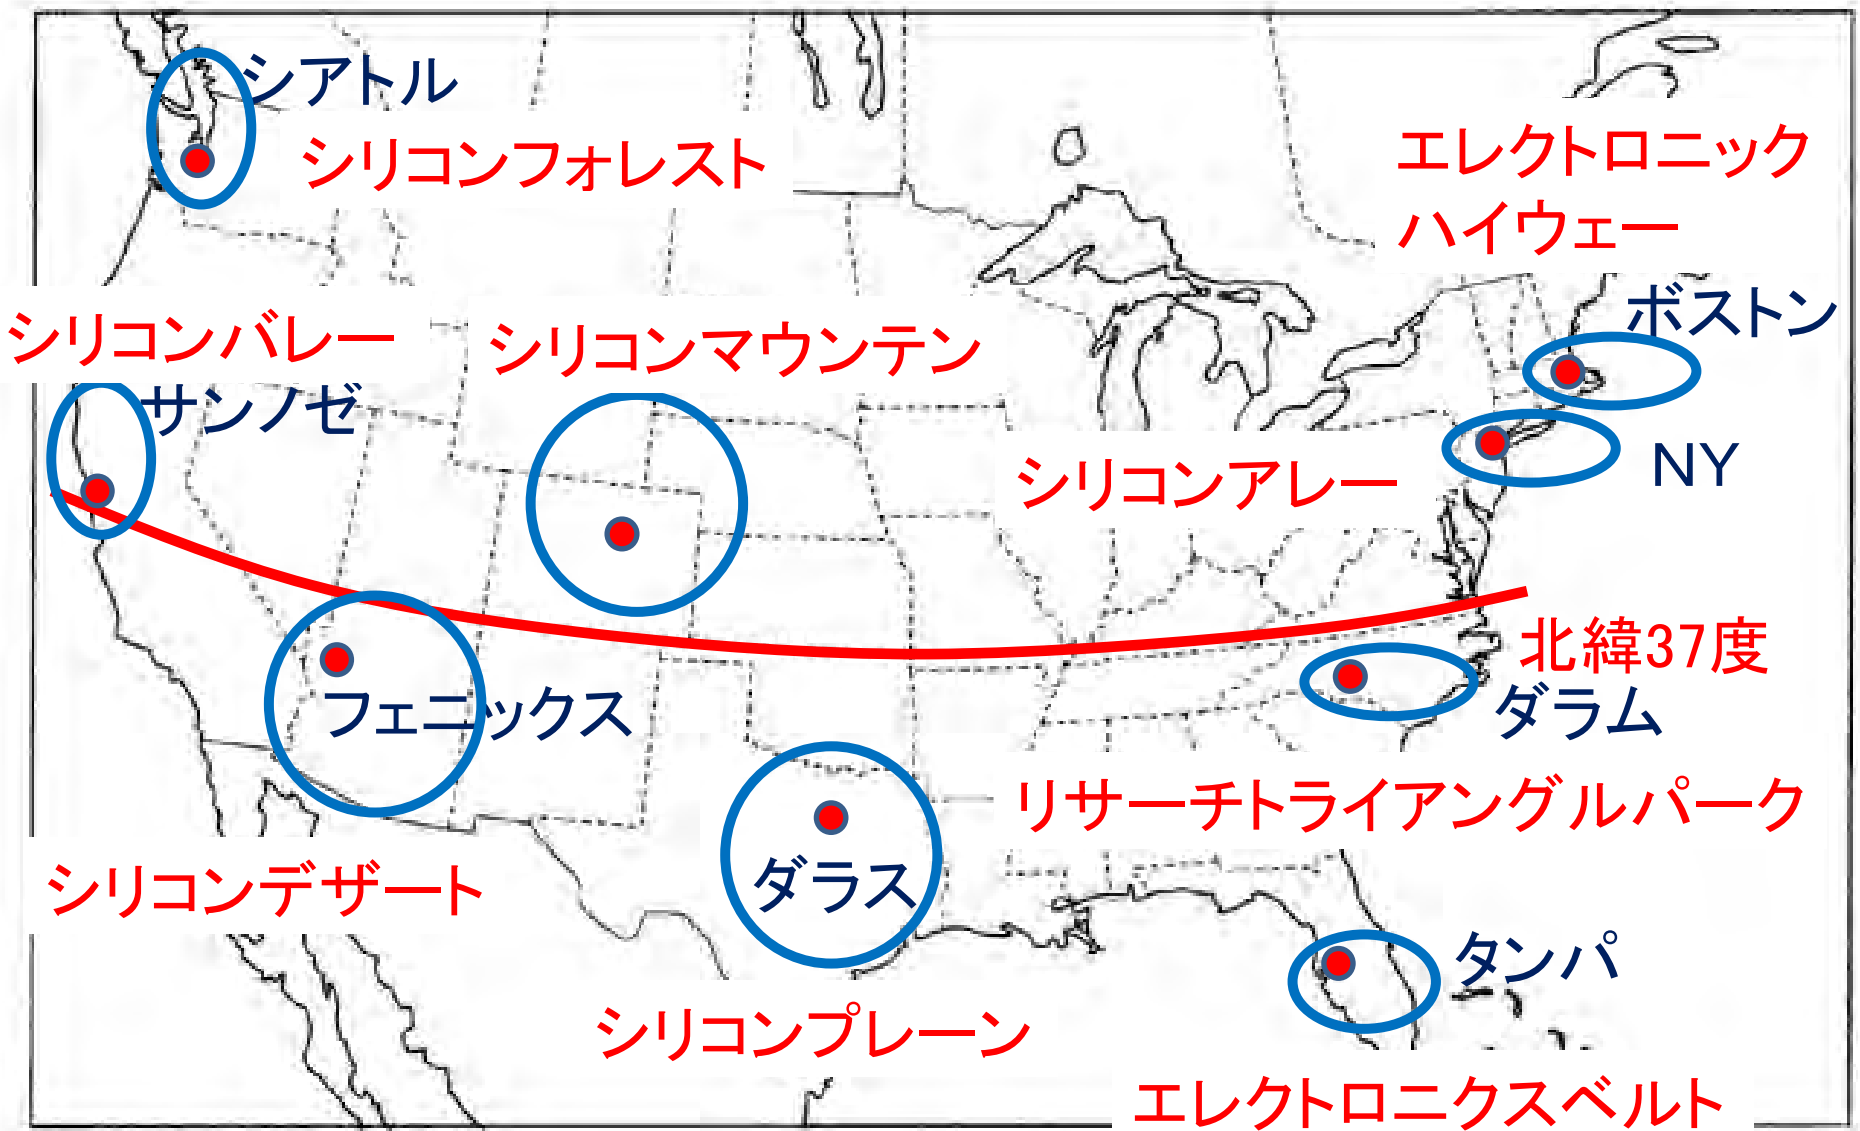 シアトル
シリコンフォレスト
エレクトロニック
ハイウェー
シリコンバレー
サンノゼ
シリコンマウンテン
ボストン
シリコンアレー
NY
北緯37度
フェニックス
ダラム
リサーチトライアングルパーク
シリコンデザート
ダラス
タンパ
シリコンプレーン
エレクトロニクスベルト